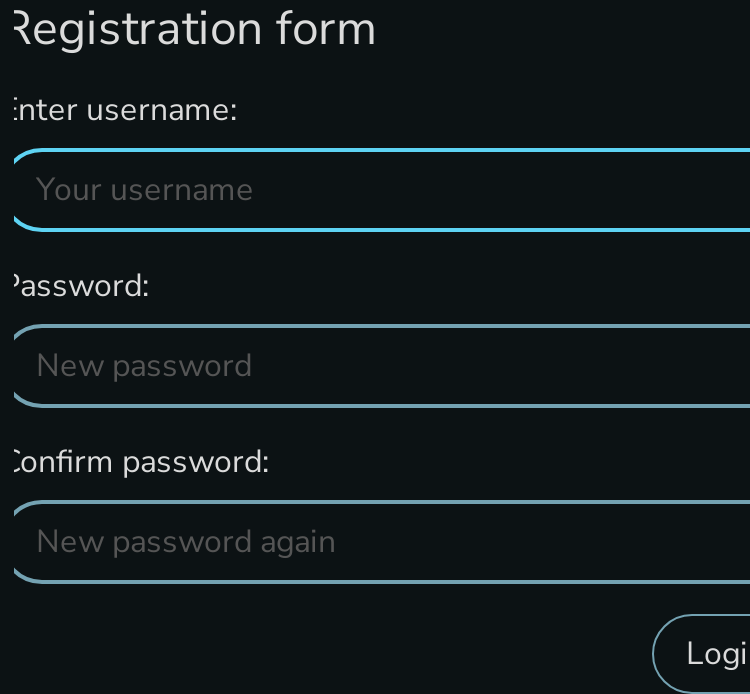 Registration form
Enter username:
Your username
Password:
New password
Confirm password:
New password again
Logi